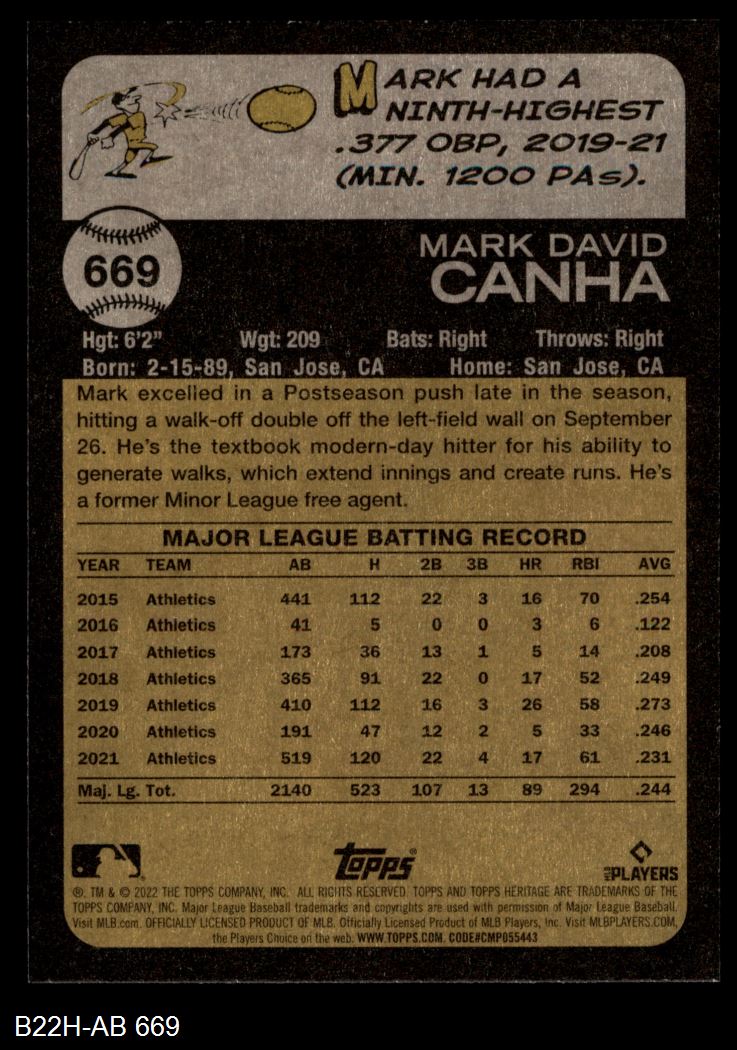 MARK HAD A
NINTH-HIGHEST
.377 OBP, 2019-21
(MIN. 1200 PAs).
669
MARK DAVID
CANHA
Hgt: 6'2" Wgt: 209 Bats: Right Throws: Right
Born: 2-15-89, San Jose, CA Home: San Jose, CA
Mark excelled in a Postseason push late in the season,
hitting a walk-off double off the left-field wall on September
26. He's the textbook modern-day hitter for his ability to
generate walks, which extend innings and create runs. He's
a former Minor League free agent.
MAJOR LEAGUE BATTING RECORD
YEAR TEAM AB H 2B 3B HR RBI AVG
2015 Athletics 441 112 22 3 16 70 .254
2016 Athletics 41 5 0 0 3 6 .122
2017 Athletics 173 36 13 1 5 14 .208
2018 Athletics 365 91 22 0 17 52 .249
2019 Athletics 410 112 16 3 26 58 .273
2020 Athletics 191 47 12 2 5 33 .246
2021 Athletics 519 120 22 4 17 61 .231
Maj. Lg. Tot. 2140 523 107 13 89 294 .244
Topps®
MLB PLAYERS
®, TM & © 2022 THE TOPPS COMPANY, INC. ALL RIGHTS RESERVED. TOPPS AND TOPPS HERITAGE ARE TRADEMARKS OF THE
TOPPS COMPANY, INC. Major League Baseball trademarks and copyrights are used with permission of Major League Baseball.
Visit MLB.com. OFFICIALLY LICENSED PRODUCT OF MLB. Officially Licensed Product of MLB Players, Inc. Visit MLBPLAYERS.COM,
the Players Choice on the web. WWW.TOPPS.COM. CODE#CMP055443
B22H-AB 669